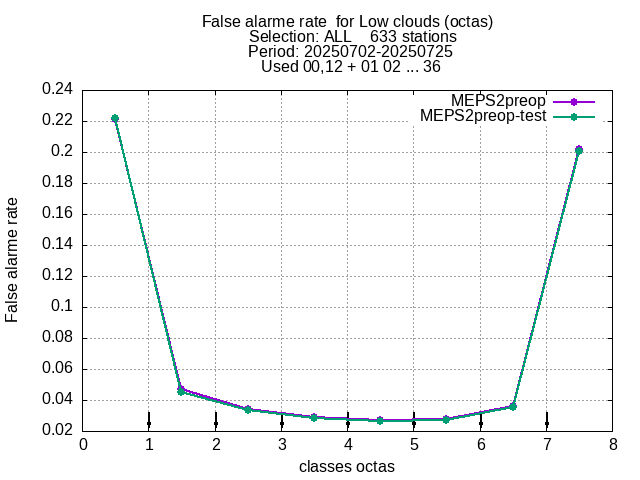 False alarme rate  for Low clouds (octas)
Selection: ALL    633 stations
Period: 20250702-20250725
Used 00,12 + 01 02 ... 36
MEPS2preop
MEPS2preop-test
0.24
0.22
0.2
0.18
0.16
0.14
0.12
0.1
0.08
0.06
0.04
0.02
False alarme rate
0 1 2 3 4 5 6 7 8
classes octas